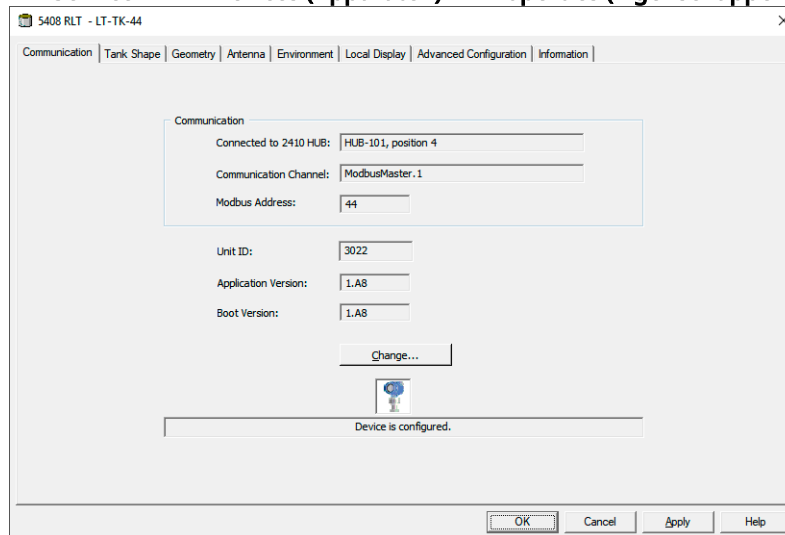 5408 RLT - LT-TK-44
Communication Tank Shape Geometry Antenna Environment Local Display Advanced Configuration Information
Communication
Connected to 2410 HUB: HUB-101, position 4
Communication Channel: ModbusMaster.1
Modbus Address: 44
Unit ID: 3022
Application Version: 1.A8
Boot Version: 1.A8
Change...
Device is configured.
OK Cancel Apply Help